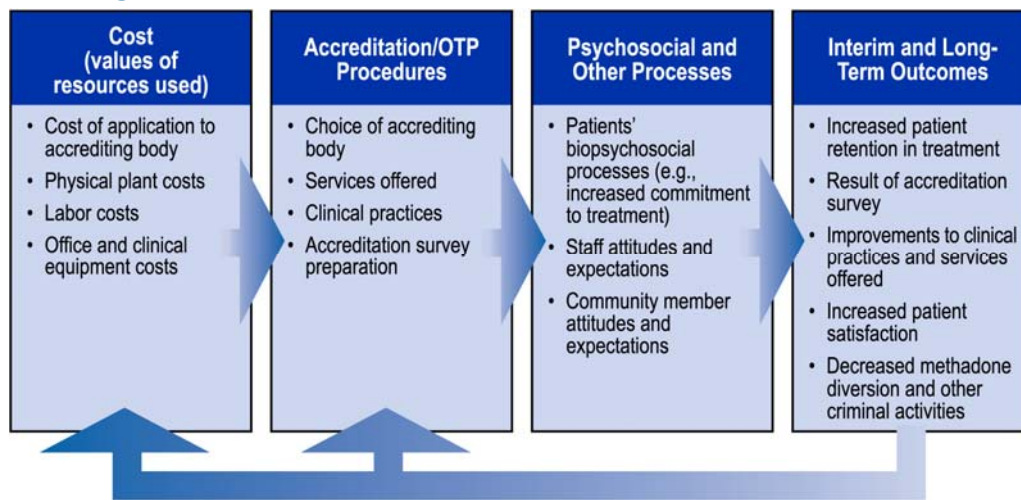 Cost
(values of
resources used)
• Cost of application to
accrediting body
• Physical plant costs
• Labor costs
• Office and clinical
equipment costs
Accreditation/OTP
Procedures
• Choice of accrediting
body
• Services offered
• Clinical practices
• Accreditation survey
preparation
Psychosocial and
Other Processes
• Patients'
biopsychosocial
processes (e.g.,
increased commitment
to treatment)
• Staff attitudes and
expectations
• Community member
attitudes and
expectations
Interim and Long-
Term Outcomes
• Increased patient
retention in treatment
• Result of accreditation
survey
• Improvements to clinical
practices and services
offered
• Increased patient
satisfaction
• Decreased methadone
diversion and other
criminal activities